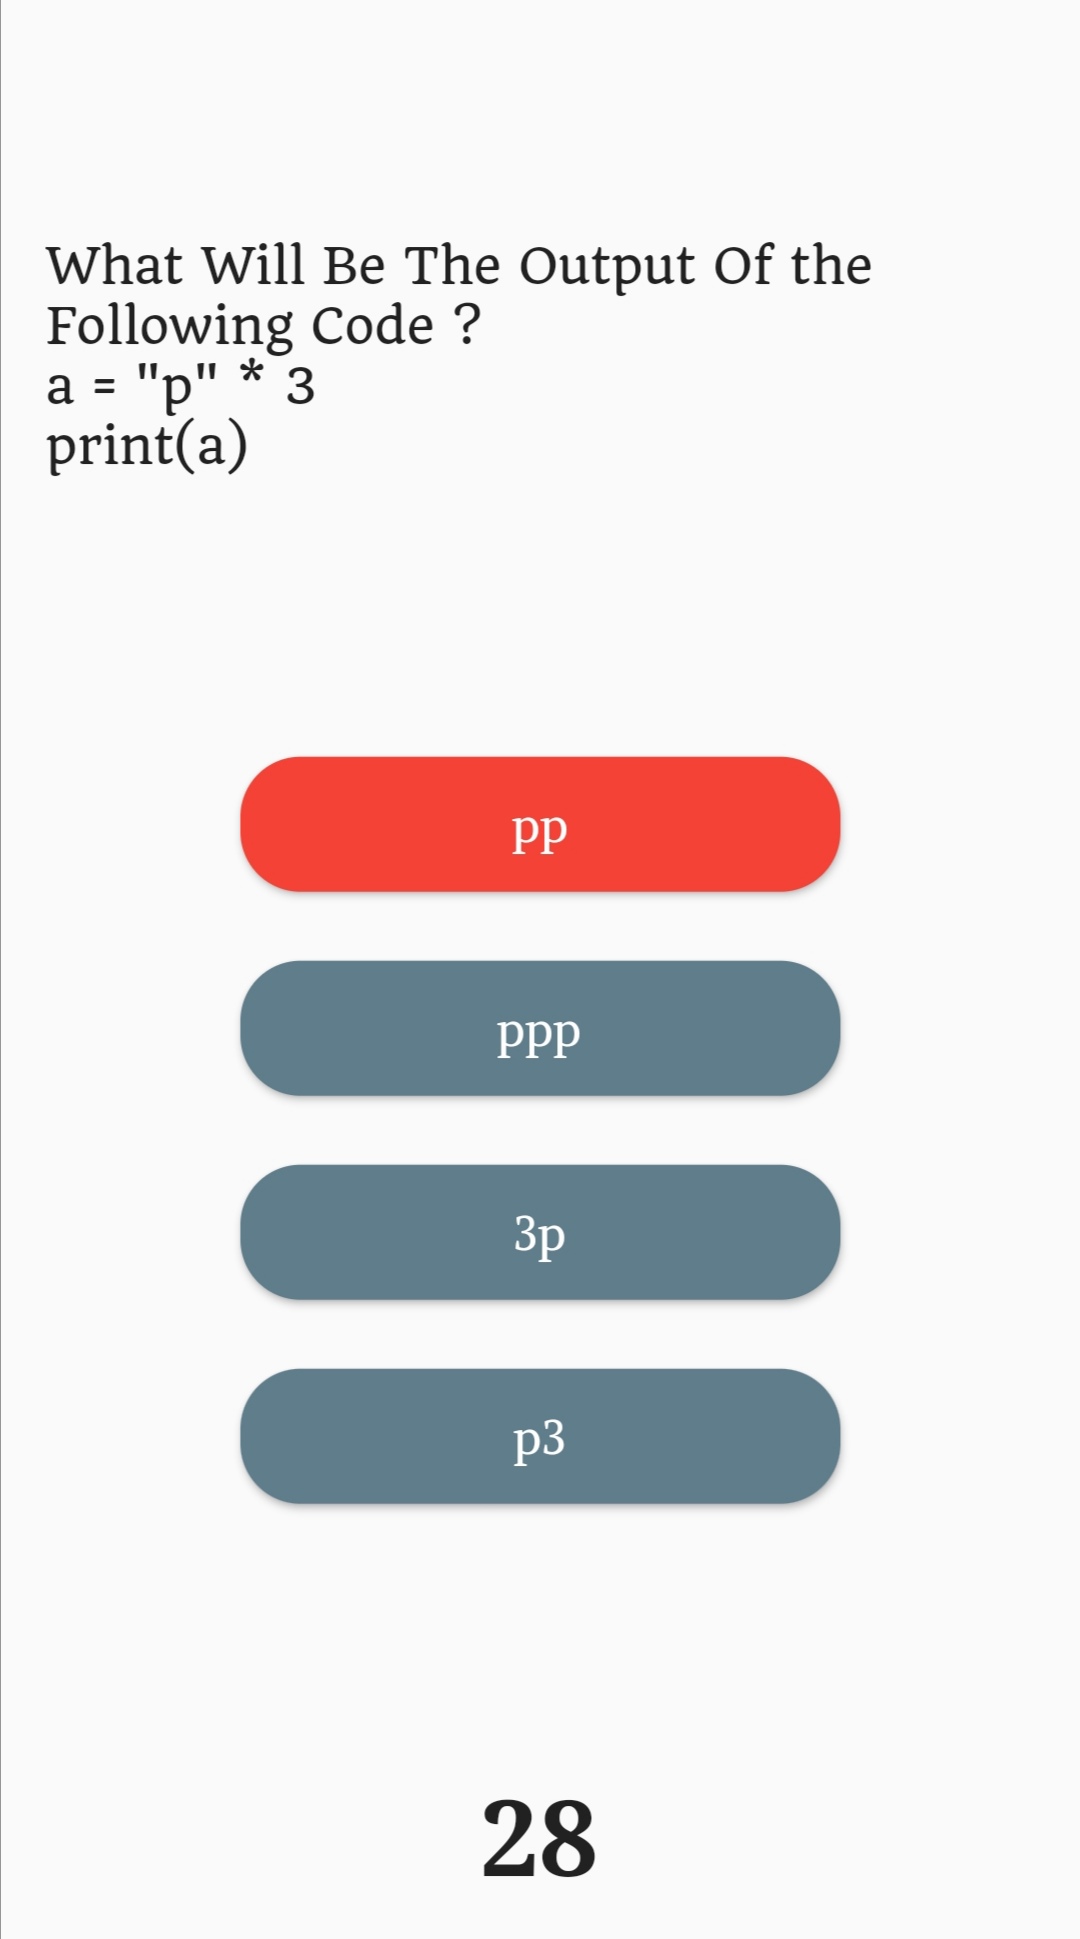 What Will Be The Output Of the
Following Code ?
a = "p" * 3
print(a)
pp
ppp
3p
p3
28